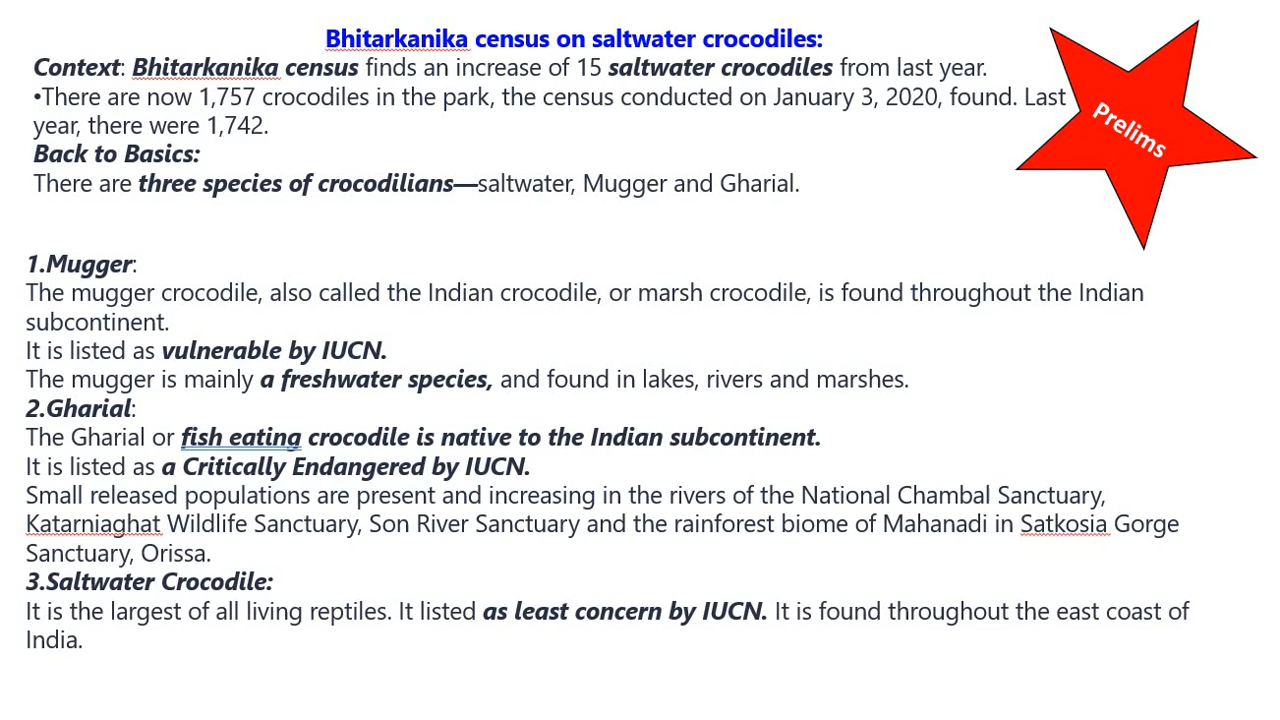 Bhitarkanika census on saltwater crocodiles:
Context: Bhitarkanika census finds an increase of 15 saltwater crocodiles from last year.
•There are now 1,757 crocodiles in the park, the census conducted on January 3, 2020, found. Last
year, there were 1,742.
Back to Basics:
There are three species of crocodilians—saltwater, Mugger and Gharial.
Prelims
1.Mugger:
The mugger crocodile, also called the Indian crocodile, or marsh crocodile, is found throughout the Indian
subcontinent.
It is listed as vulnerable by IUCN.
The mugger is mainly a freshwater species, and found in lakes, rivers and marshes.
2.Gharial:
The Gharial or fish eating crocodile is native to the Indian subcontinent.
It is listed as a Critically Endangered by IUCN.
Small released populations are present and increasing in the rivers of the National Chambal Sanctuary,
Katarniaghat Wildlife Sanctuary, Son River Sanctuary and the rainforest biome of Mahanadi in Satkosia Gorge
Sanctuary, Orissa.
3.Saltwater Crocodile:
It is the largest of all living reptiles. It listed as least concern by IUCN. It is found throughout the east coast of
India.